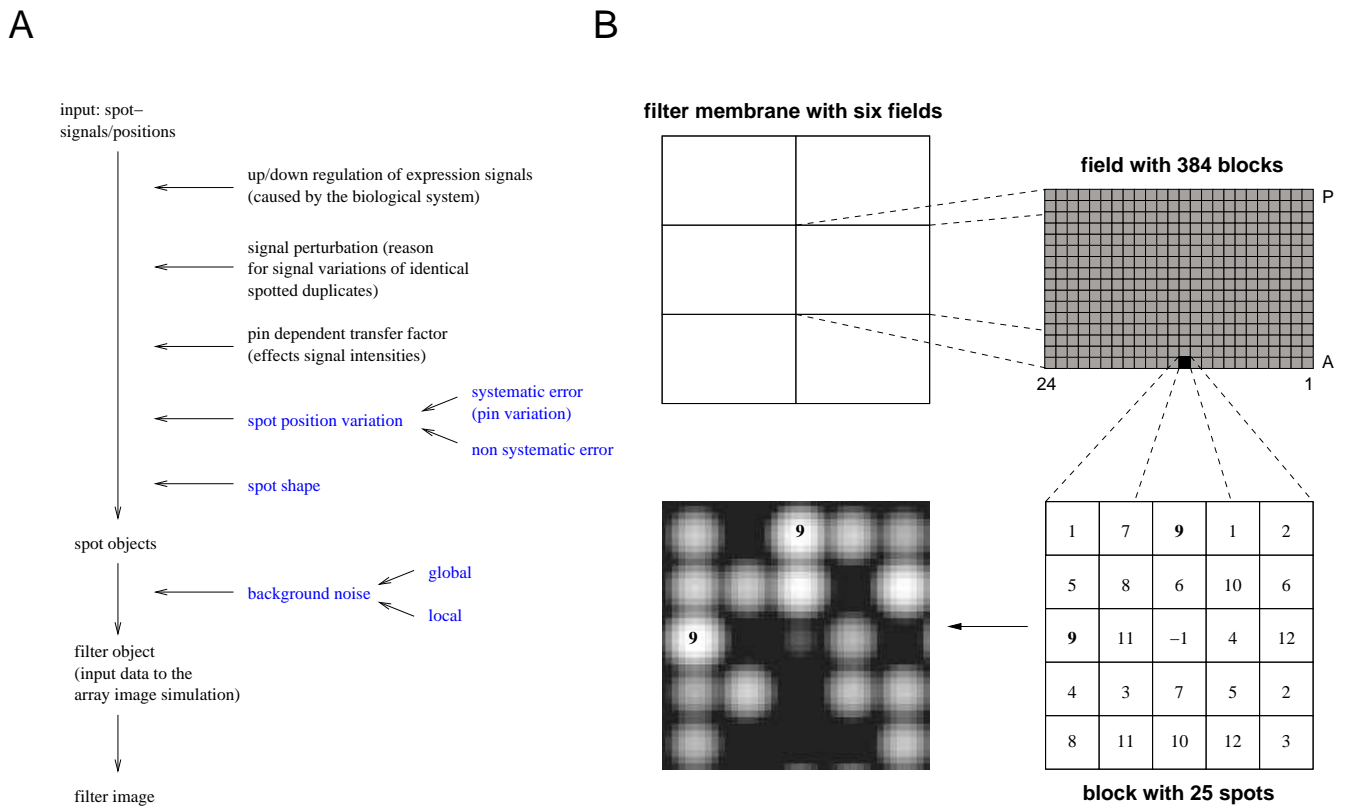 A
input: spot–
signals/positions
up/down regulation of expression signals
(caused by the biological system)
signal perturbation (reason
for signal variations of identical
spotted duplicates)
pin dependent transfer factor
(effects signal intensities)
spot position variation
systematic error
(pin variation)
non systematic error
spot shape
spot objects
background noise
global
local
filter object
(input data to the
array image simulation)
filter image
B
filter membrane with six fields
field with 384 blocks
P
A
24 1
9
9
1 7 9 1 2
5 8 6 10 6
9 11 −1 4 12
4 3 7 5 2
8 11 10 12 3
block with 25 spots